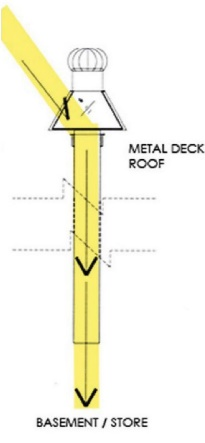 METAL DECK
ROOF
BASEMENT / STORE